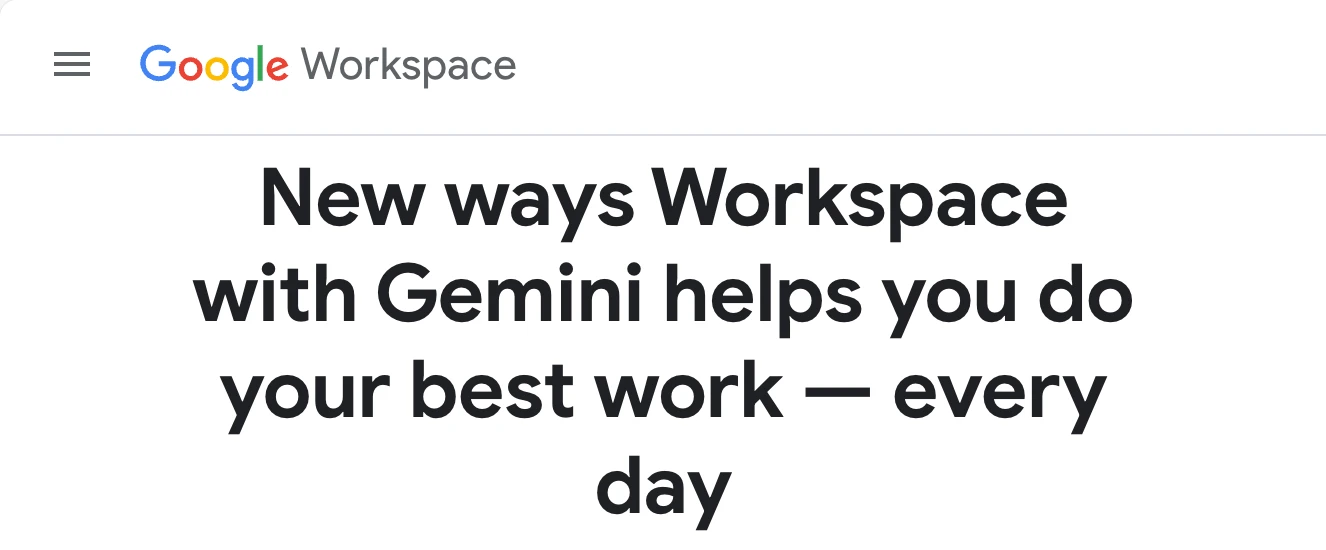 Google Workspace
New ways Workspace
with Gemini helps you do
your best work — every
day